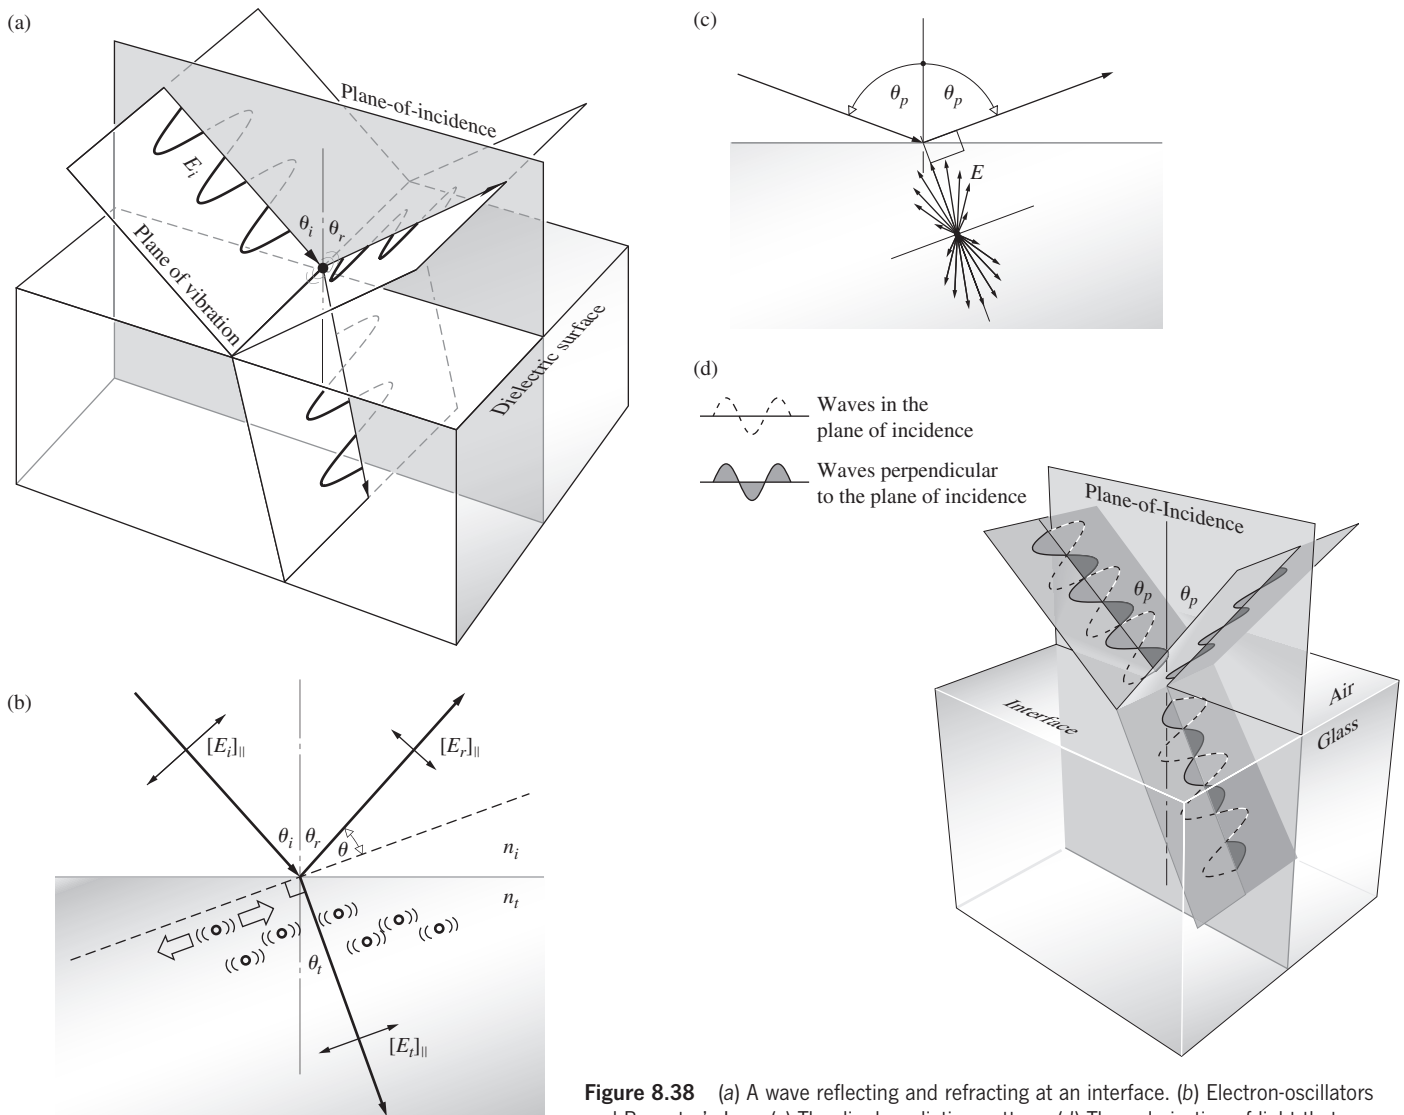 (a)
Plane-of-incidence
E_i
θ_i θ_r
Plane of vibration
Dielectric surface
(b)
[E_i]_||
[E_r]_||
θ_i θ_r
θ
n_i
n_t
θ_t
[E_t]_||
(c)
θ_p θ_p
E
(d)
Waves in the
plane of incidence
Waves perpendicular
to the plane of incidence
Plane-of-Incidence
θ_p θ_p
Interface
Air
Glass
Figure 8.38 (a) A wave reflecting and refracting at an interface. (b) Electron-oscillators